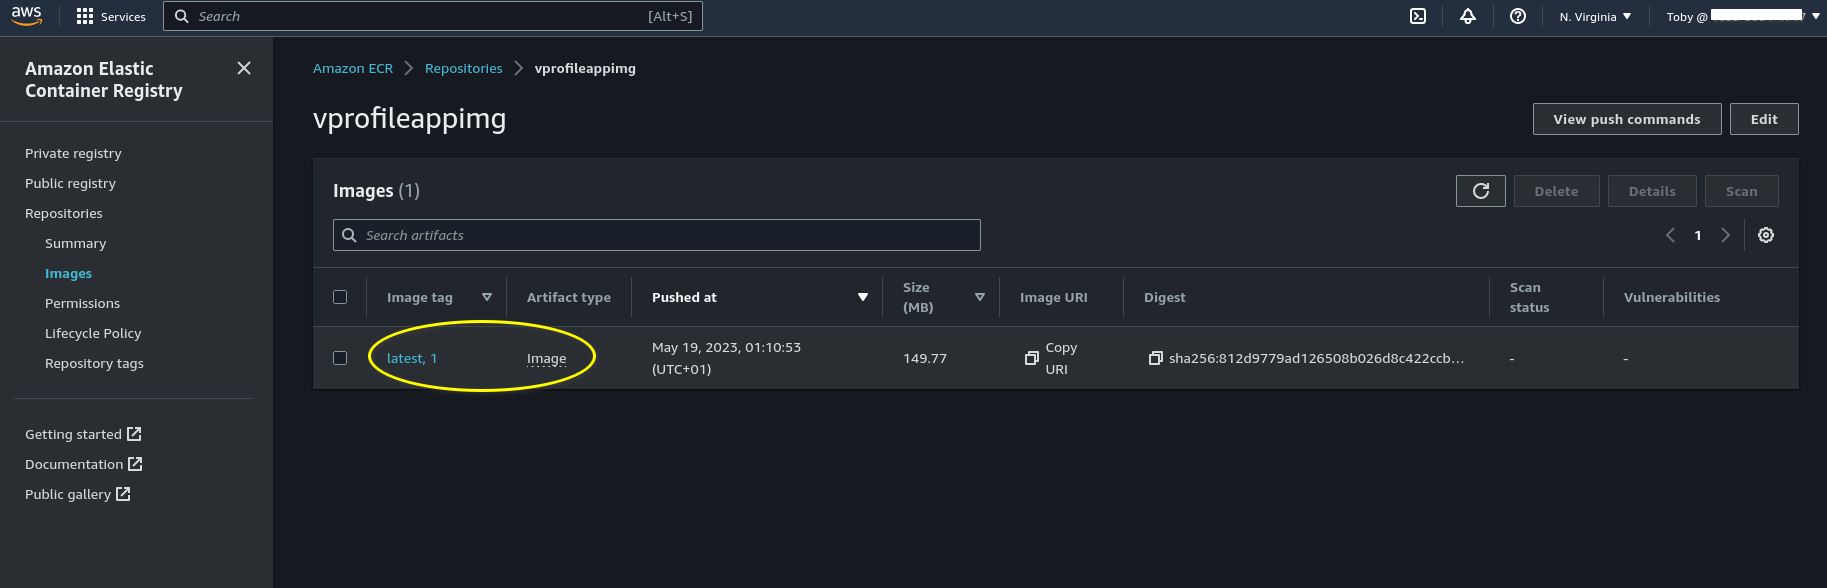 aws
Services
Search
[Alt+S]
N. Virginia
Toby @
Amazon Elastic
Container Registry
Private registry
Public registry
Repositories
Summary
Images
Permissions
Lifecycle Policy
Repository tags
Getting started
Documentation
Public gallery
Amazon ECR
Repositories
vprofileappimg
vprofileappimg
View push commands
Edit
Images (1)
Delete
Details
Scan
Search artifacts
1
Image tag
Artifact type
Pushed at
Size
(MB)
Image URI
Digest
Scan
status
Vulnerabilities
latest, 1
Image
May 19, 2023, 01:10:53
(UTC+01)
149.77
Copy
URI
sha256:812d9779ad126508b026d8c422ccb...
-
-